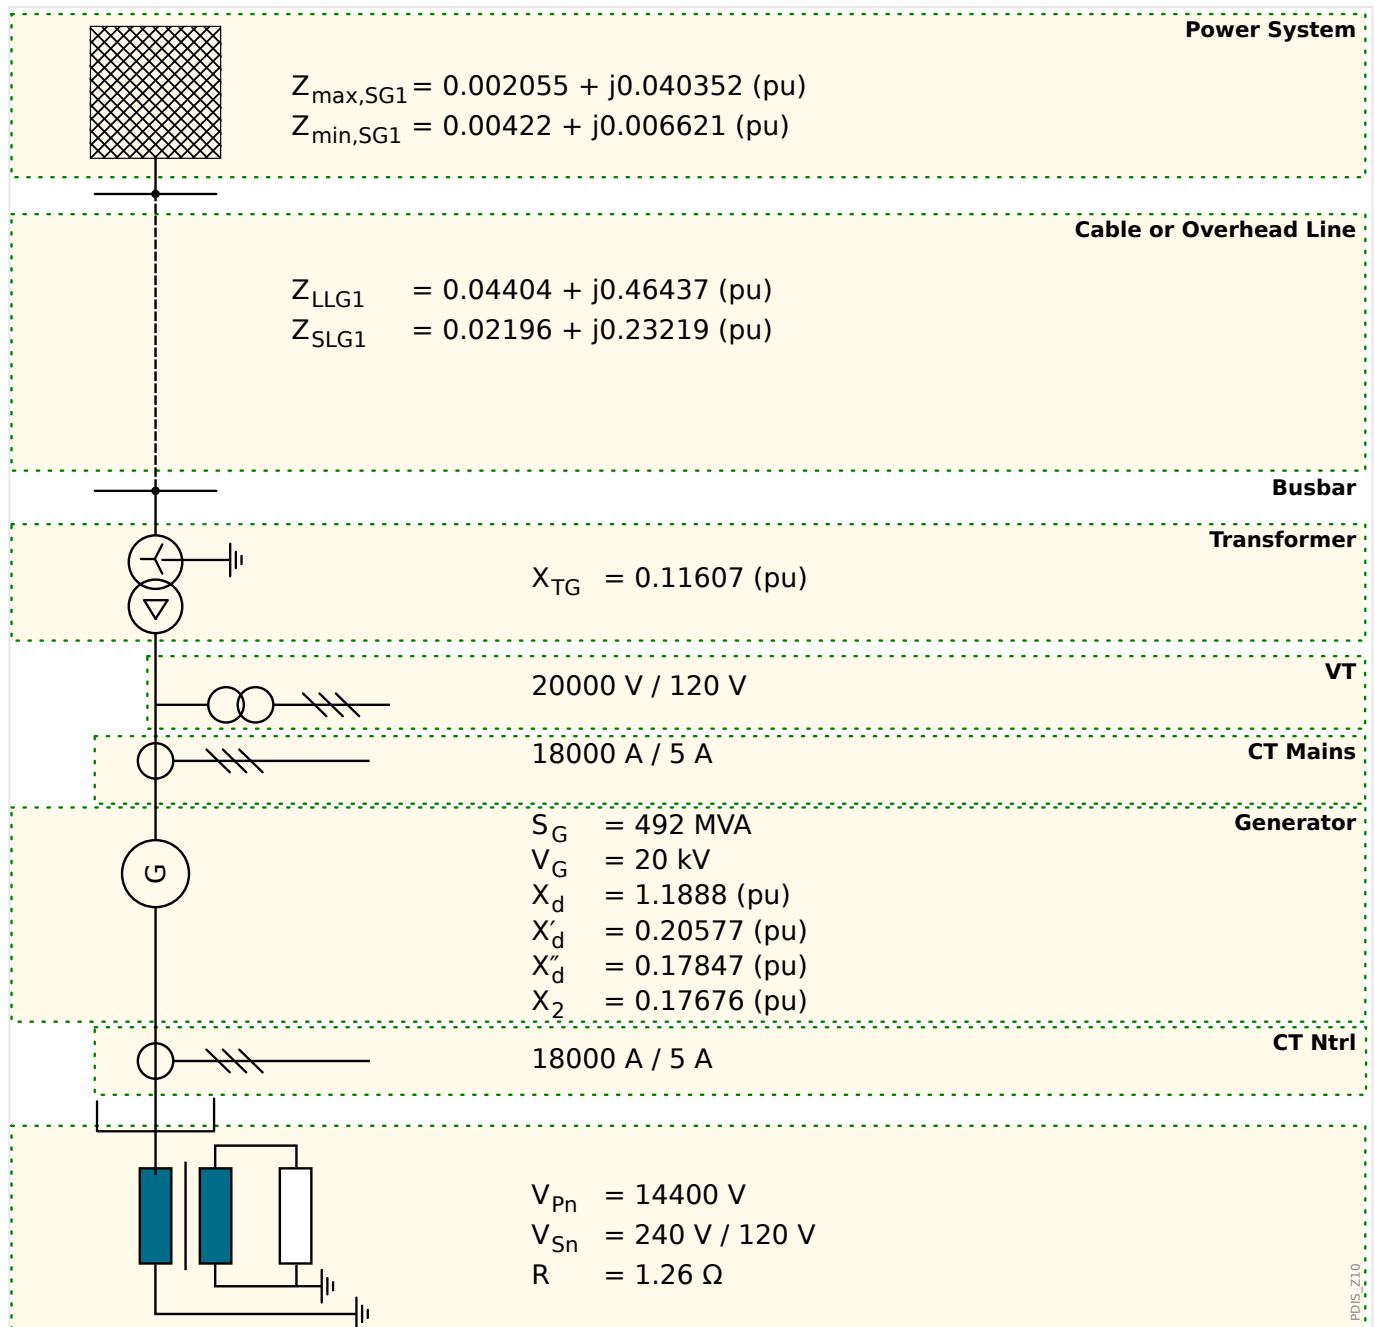 Power System
Zmax,SG1 = 0.002055 + j0.040352 (pu)
Zmin,SG1 = 0.00422 + j0.006621 (pu)
Cable or Overhead Line
ZLLG1 = 0.04404 + j0.46437 (pu)
ZSLG1 = 0.02196 + j0.23219 (pu)
Busbar
Transformer
XTG = 0.11607 (pu)
VT
20000 V / 120 V
CT Mains
18000 A / 5 A
Generator
SG = 492 MVA
VG = 20 kV
Xd = 1.1888 (pu)
X′d = 0.20577 (pu)
X″d = 0.17847 (pu)
X2 = 0.17676 (pu)
G
CT Ntrl
18000 A / 5 A
VPn = 14400 V
VSn = 240 V / 120 V
R = 1.26 Ω
PDIS_Z10